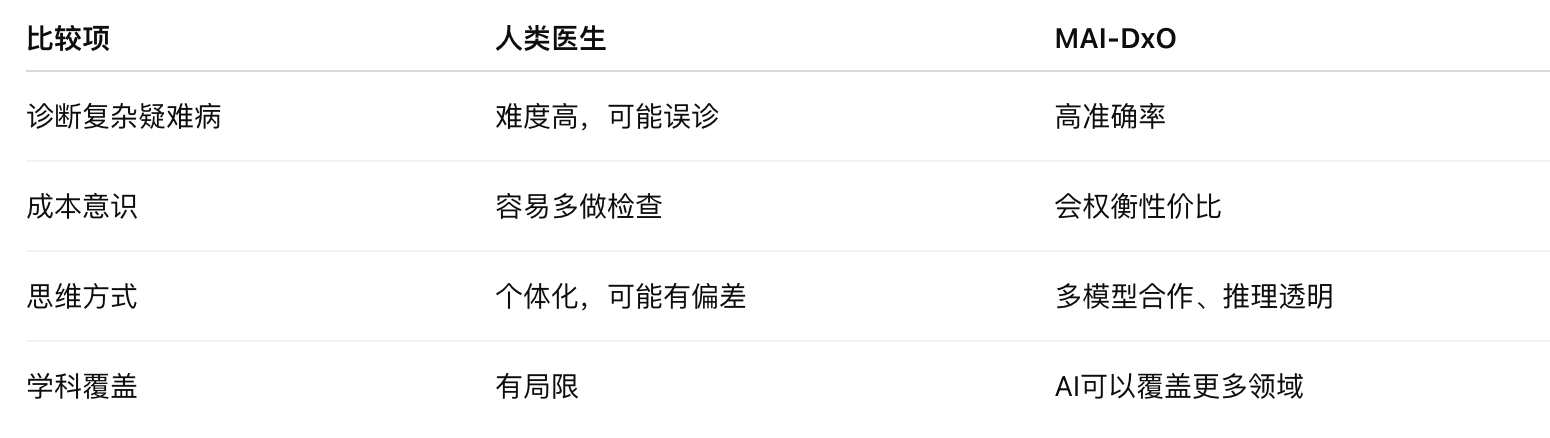 比较项 人类医生 MAI-DxO
诊断复杂疑难病 难度高，可能误诊 高准确率
成本意识 容易多做检查 会权衡性价比
思维方式 个体化，可能有偏差 多模型合作、推理透明
学科覆盖 有局限 AI可以覆盖更多领域